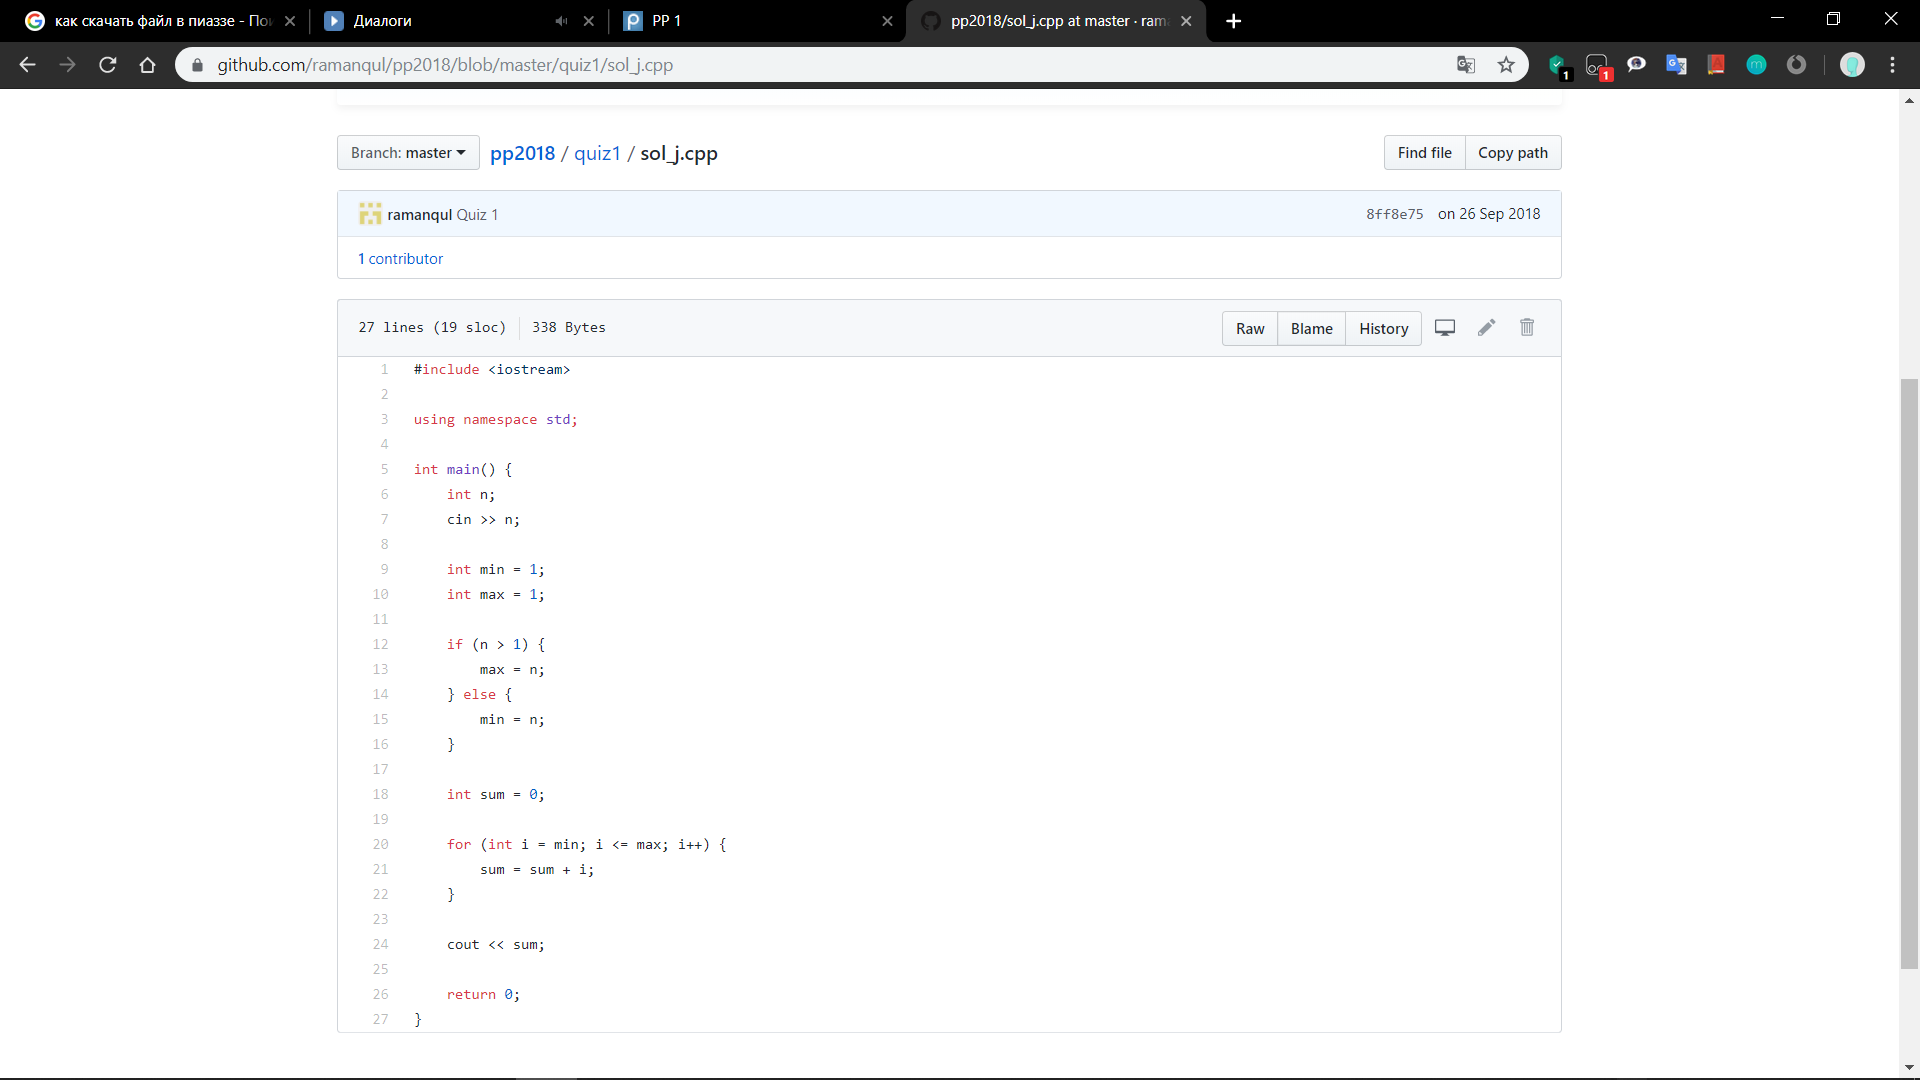 как скачать файл в пиаззе - По
Диалоги
PP 1
pp2018/sol_j.cpp at master · ram
github.com/ramanqul/pp2018/blob/master/quiz1/sol_j.cpp
1
1
m
Branch: master
pp2018 / quiz1 / sol_j.cpp
Find file
Copy path
ramanqul Quiz 1
8ff8e75 on 26 Sep 2018
1 contributor
27 lines (19 sloc) 338 Bytes
Raw
Blame
History
1 #include <iostream>
2
3 using namespace std;
4
5 int main() {
6 int n;
7 cin >> n;
8
9 int min = 1;
10 int max = 1;
11
12 if (n > 1) {
13 max = n;
14 } else {
15 min = n;
16 }
17
18 int sum = 0;
19
20 for (int i = min; i <= max; i++) {
21 sum = sum + i;
22 }
23
24 cout << sum;
25
26 return 0;
27 }